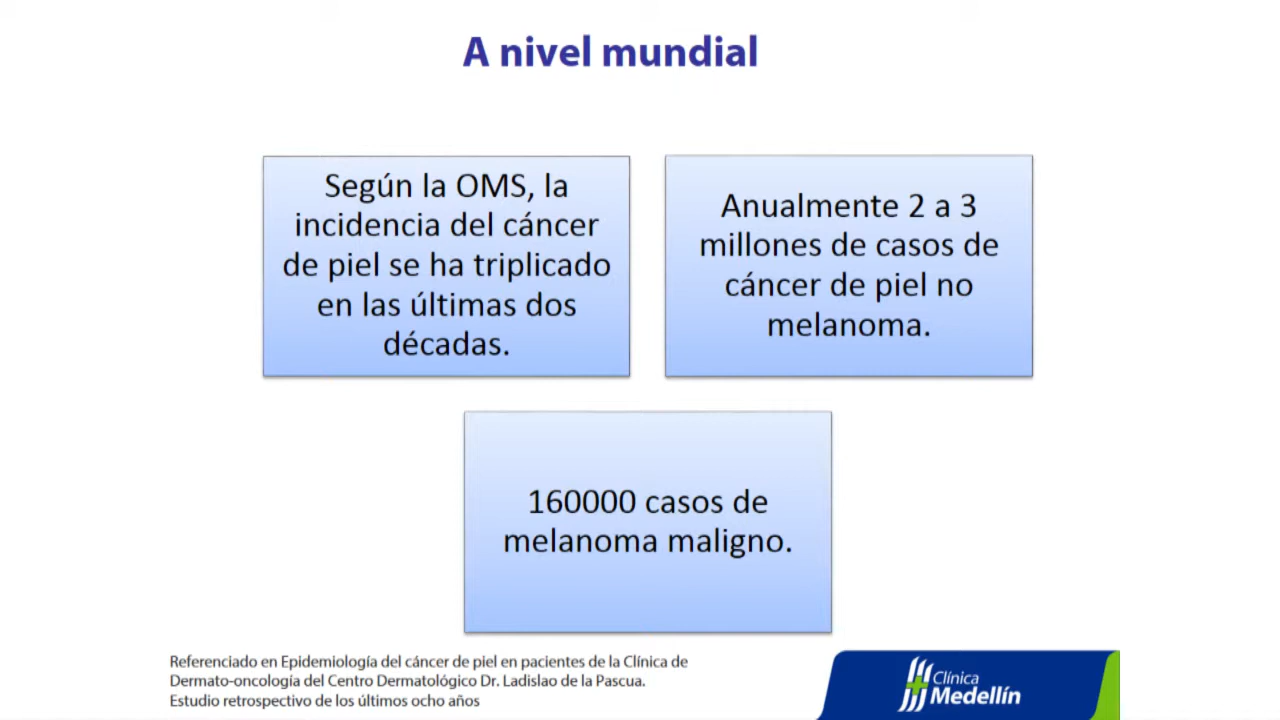 A nivel mundial
Según la OMS, la
incidencia del cáncer
de piel se ha triplicado
en las últimas dos
décadas.
Anualmente 2 a 3
millones de casos de
cáncer de piel no
melanoma.
160000 casos de
melanoma maligno.
Referenciado en Epidemiología del cáncer de piel en pacientes de la Clínica de
Dermato-oncología del Centro Dermatológico Dr. Ladislao de la Pascua.
Estudio retrospectivo de los últimos ocho años
Clínica
Medellín